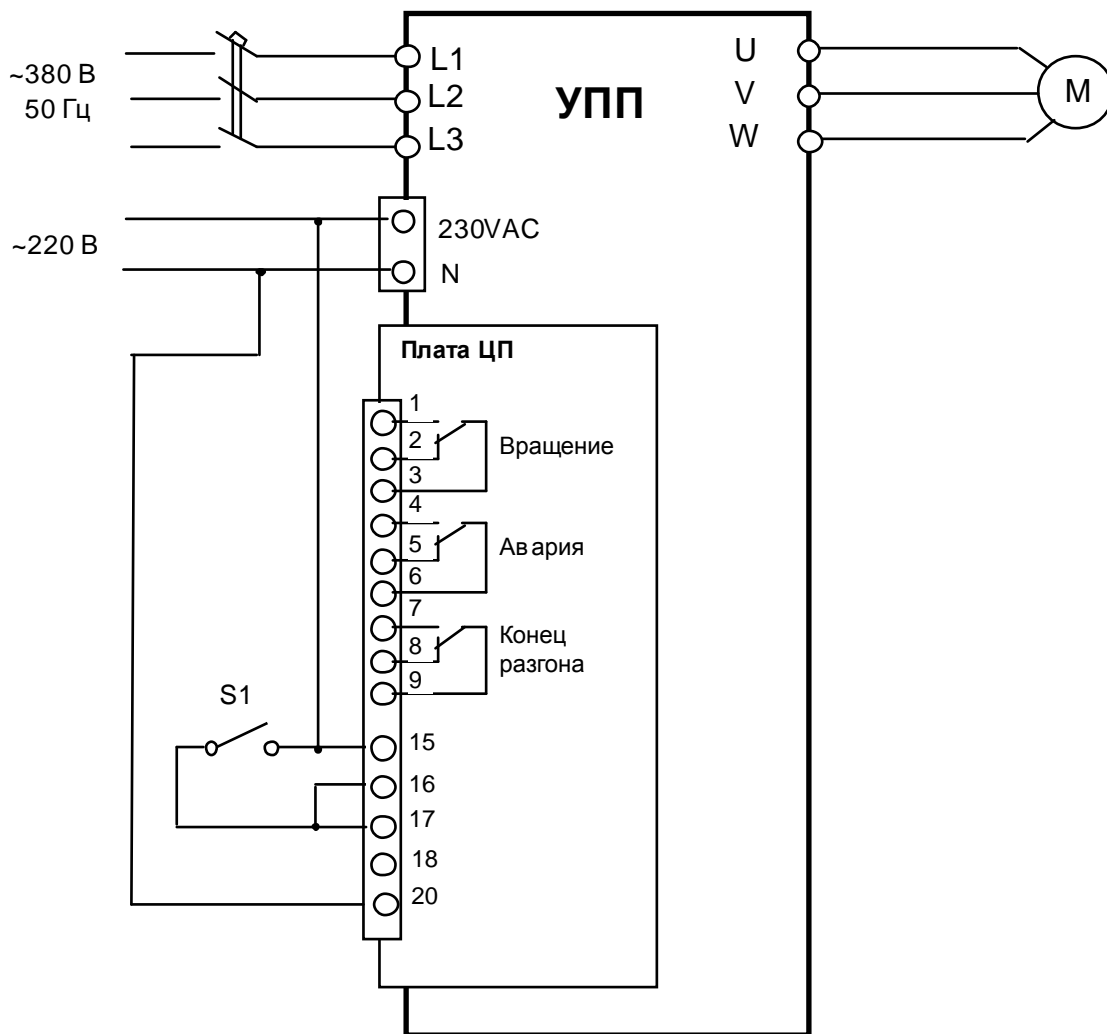 ~380 В
50 Гц
L1
L2
L3
УПП
U
V
W
M
~220 В
230VAC
N
Плата ЦП
1
2
3
Вращение
4
5
6
Авария
7
8
9
Конец
разгона
S1
15
16
17
18
20